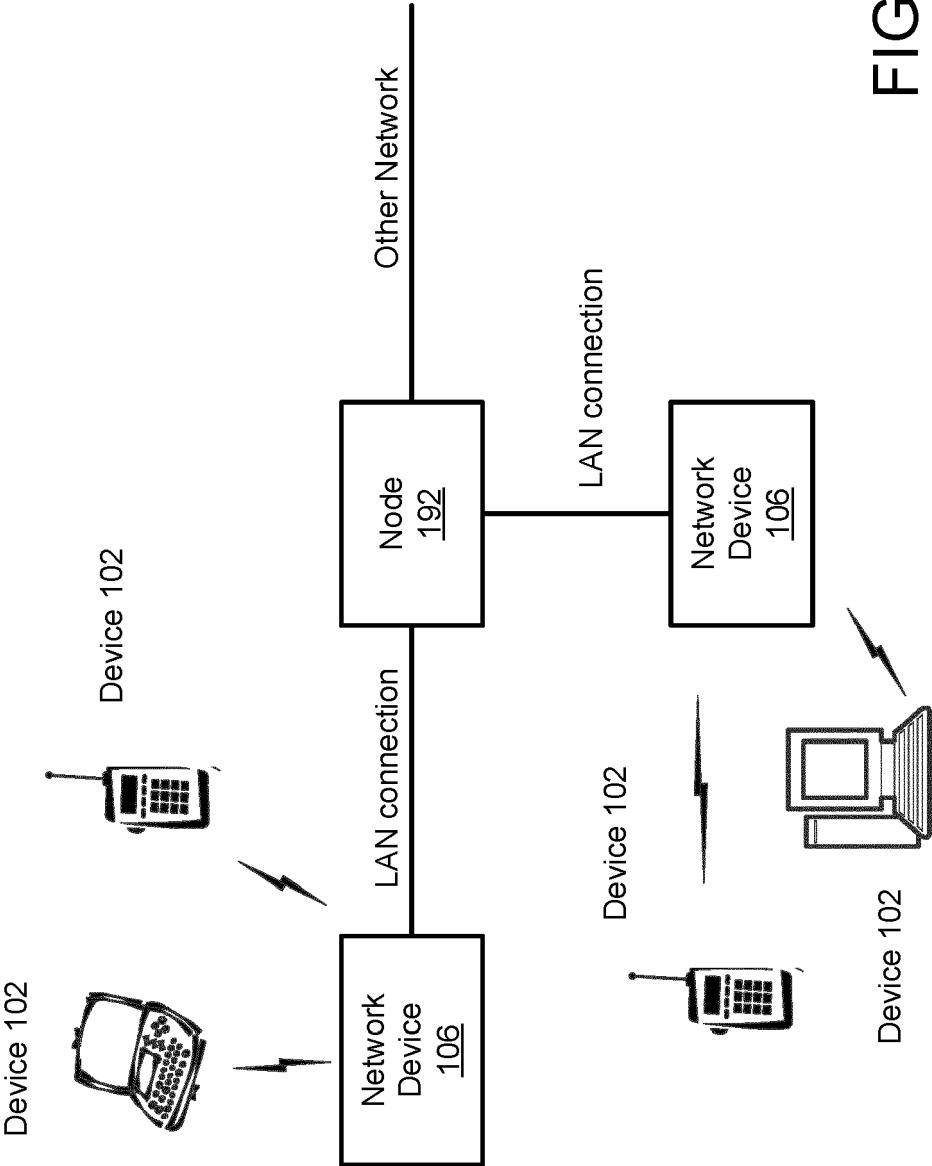 Device 102
Device 102
Network
Device
106
LAN connection
Node
192
Other Network
Device 102
LAN connection
Network
Device
106
Device 102
FIG